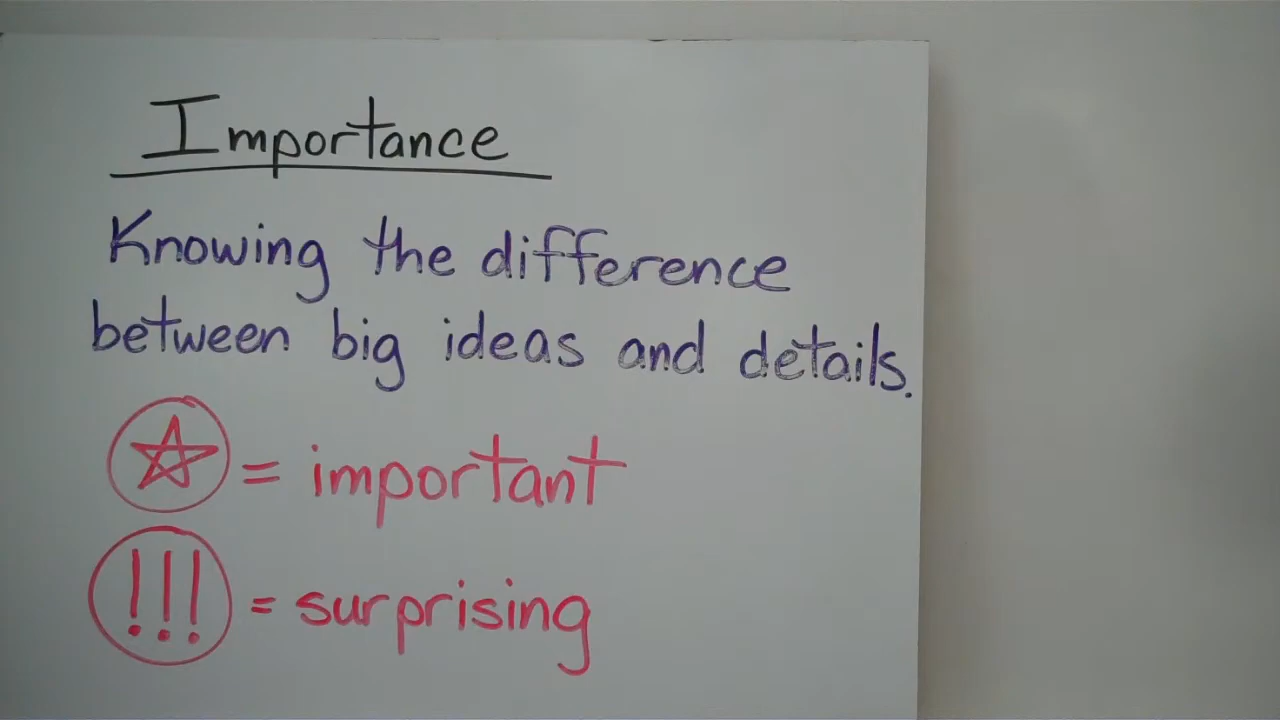 Importance
Knowing the difference
between big ideas and details.
☆ = important
!!! = surprising